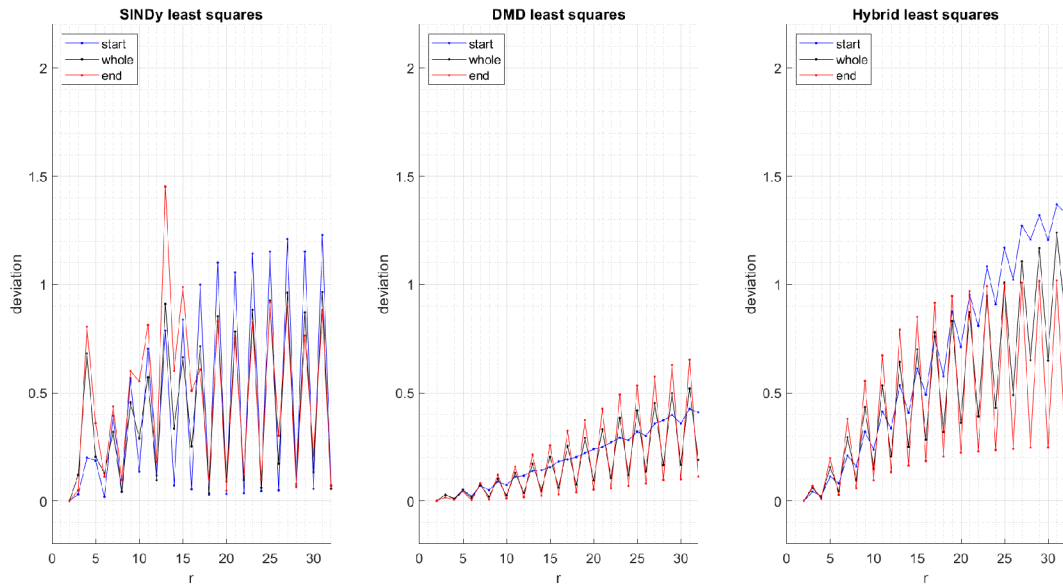 SINDy least squares
start
whole
end
2
1.5
1
0.5
0
deviation
0 5 10 15 20 25 30
r
DMD least squares
start
whole
end
2
1.5
1
0.5
0
deviation
0 5 10 15 20 25 30
r
Hybrid least squares
start
whole
end
2
1.5
1
0.5
0
deviation
0 5 10 15 20 25 30
r